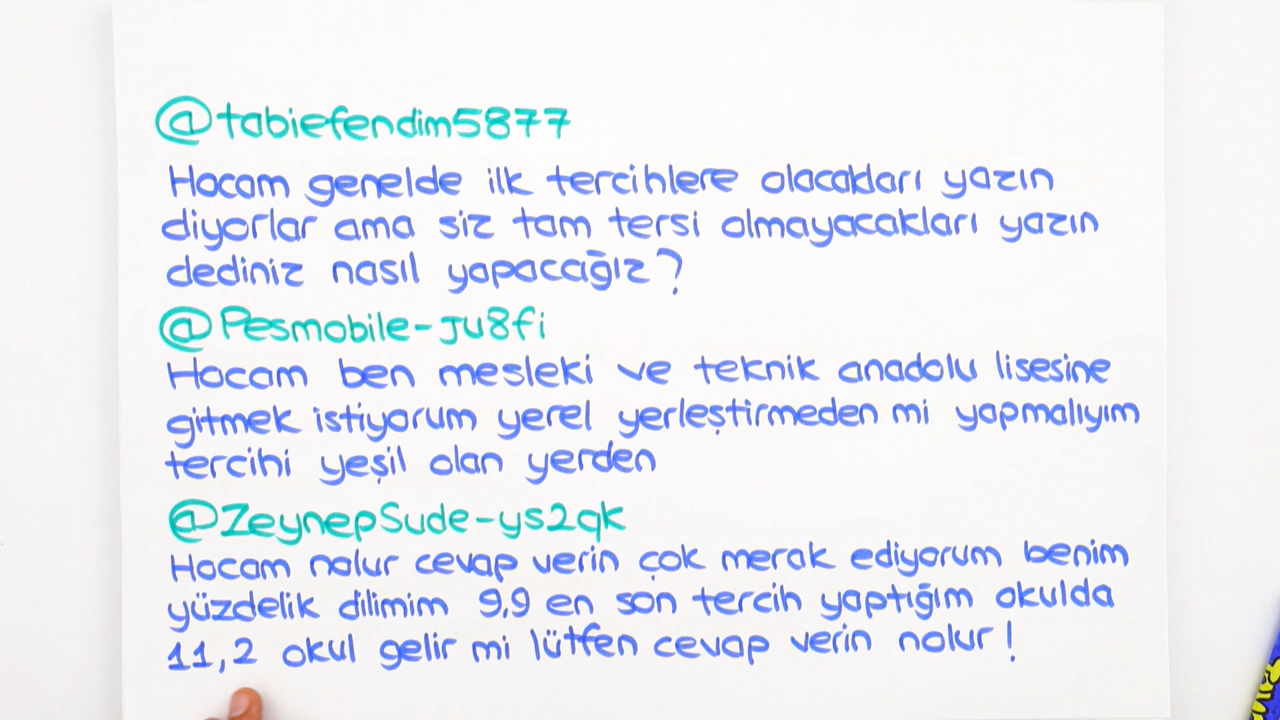 @tabiefendim5877
Hocam genelde ilk tercihlere olacakları yazın
diyorlar ama siz tam tersi olmayacakları yazın
dediniz nasıl yapacağız?
@Pesmobile-ju8fi
Hocam ben mesleki ve teknik anadolu lisesine
gitmek istiyorum yerel yerleştirmeden mi yapmalıyım
tercihi yeşil olan yerden
@ZeynepSude-ys2qk
Hocam nolur cevap verin çok merak ediyorum benim
yüzdelik dilimim 9,9 en son tercih yaptığım okulda
11,2 okul gelir mi lütfen cevap verin nolur!